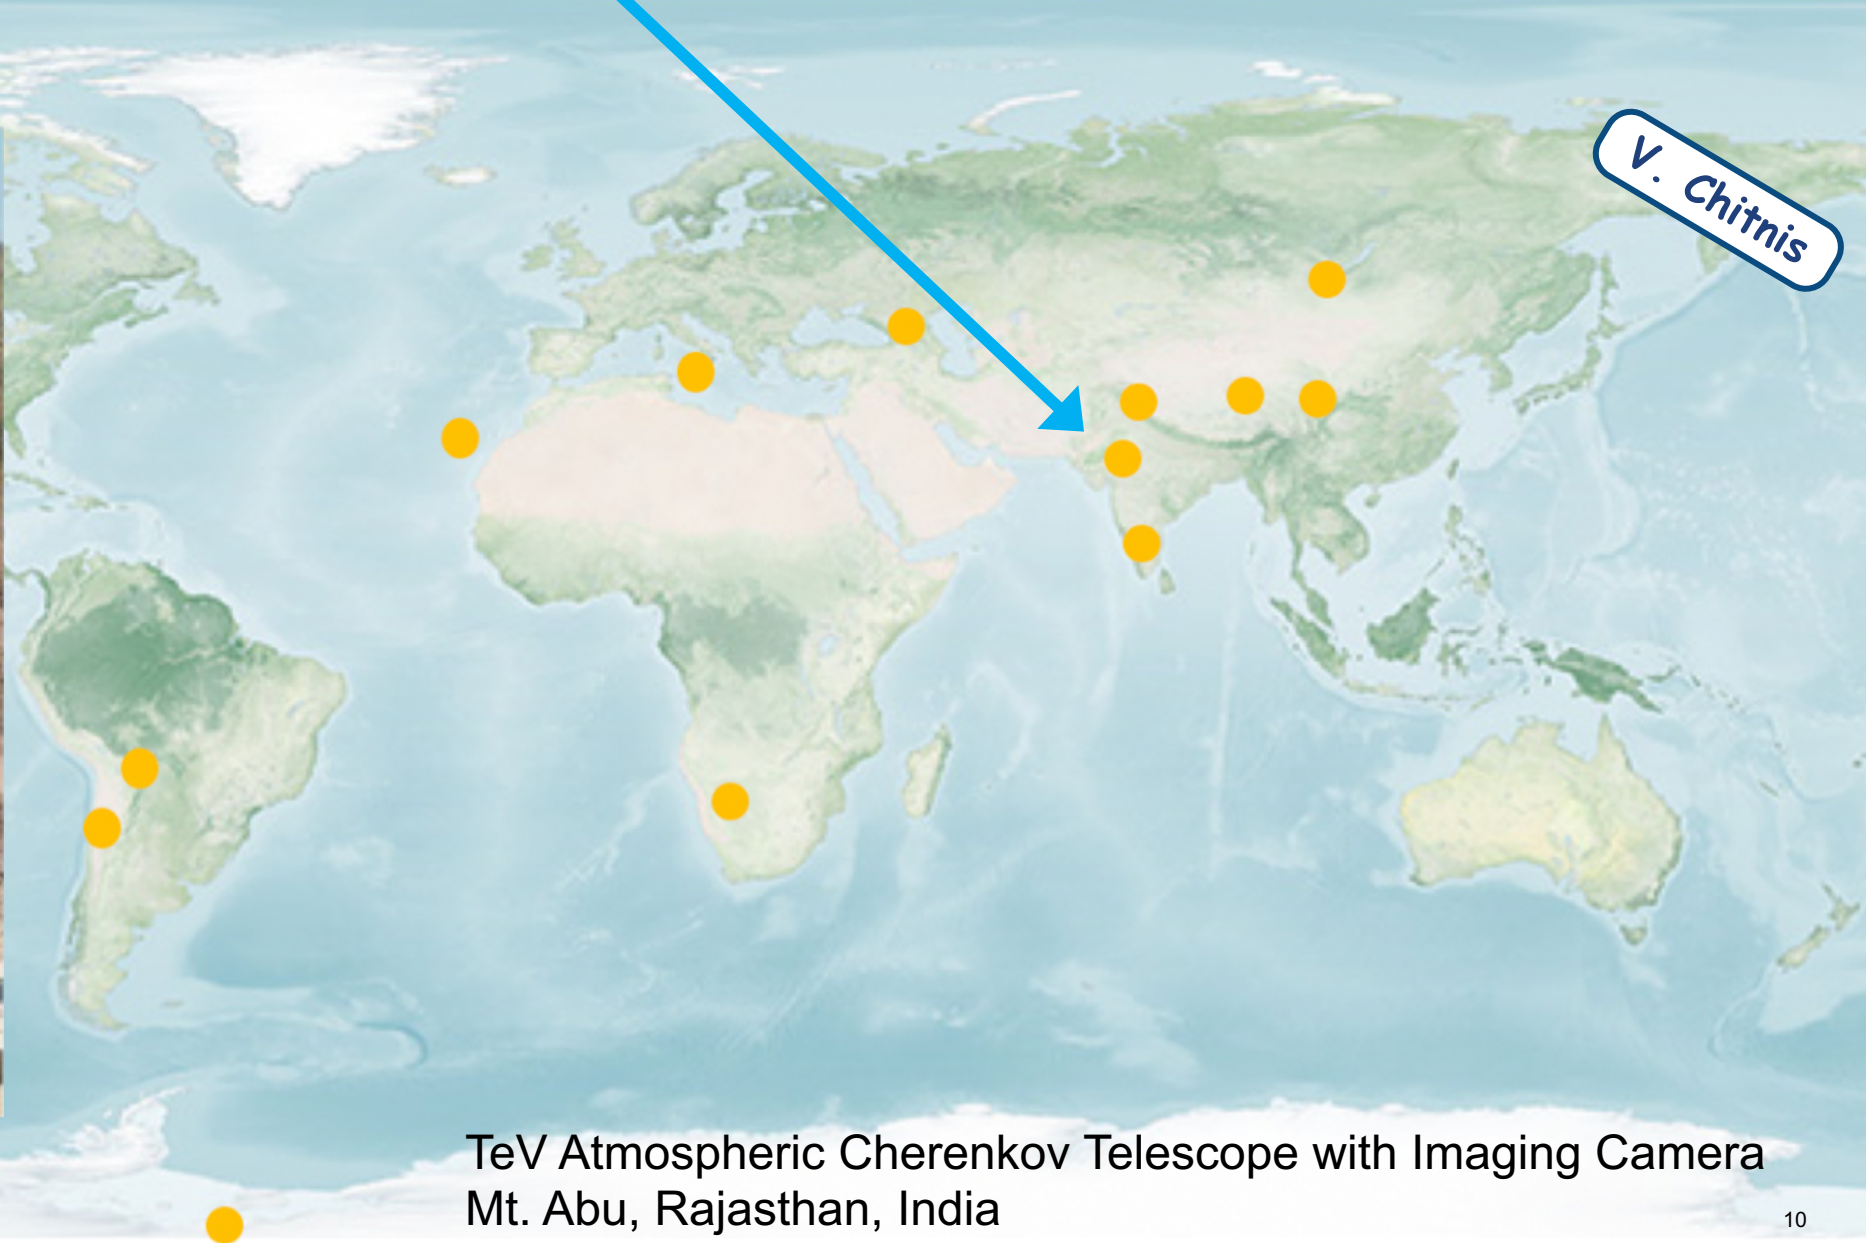 V. Chitnis
TeV Atmospheric Cherenkov Telescope with Imaging Camera
Mt. Abu, Rajasthan, India
10